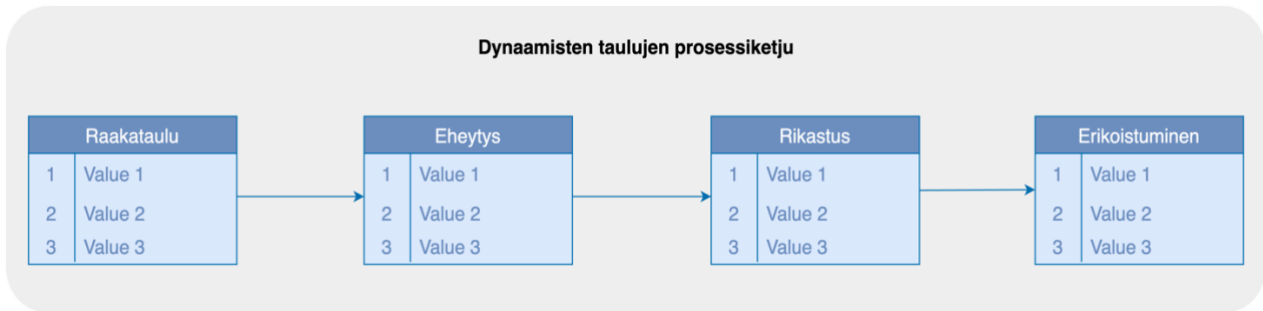 Dynaamisten taulujen prosessiketju
Raakataulu
1 Value 1
2 Value 2
3 Value 3
Eheytys
1 Value 1
2 Value 2
3 Value 3
Rikastus
1 Value 1
2 Value 2
3 Value 3
Erikoistuminen
1 Value 1
2 Value 2
3 Value 3